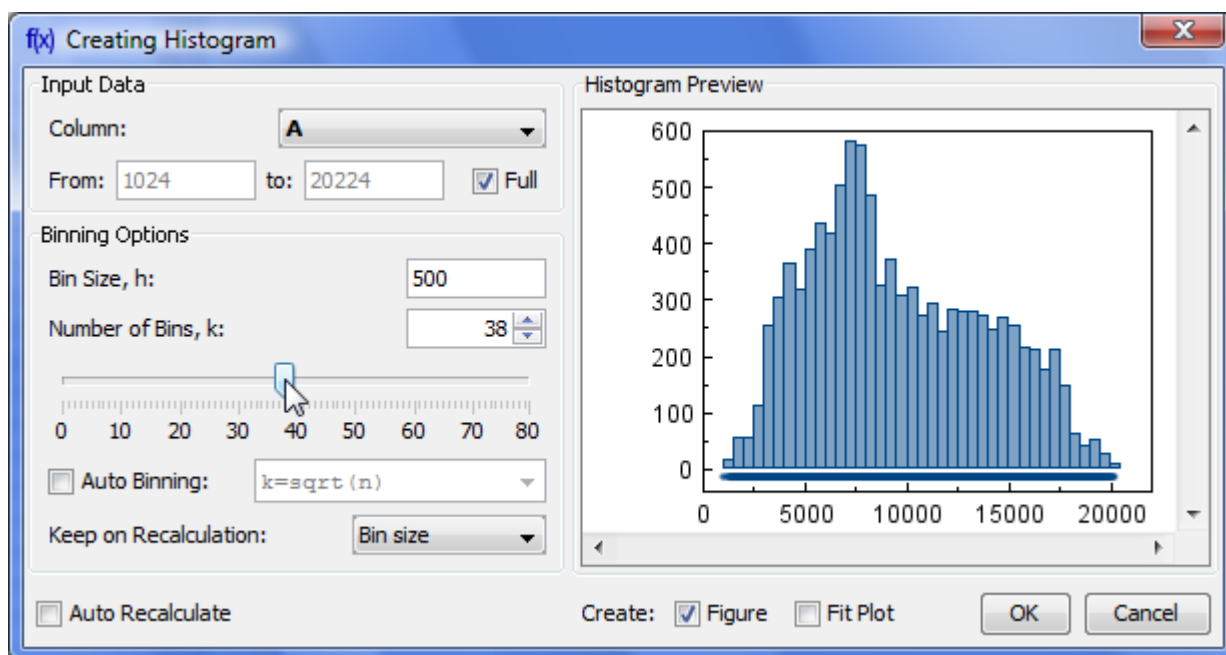 f(x) Creating Histogram
Input Data
Column: A
From: 1024 to: 20224 Full
Binning Options
Bin Size, h: 500
Number of Bins, k: 38
0 10 20 30 40 50 60 70 80
Auto Binning: k=sqrt(n)
Keep on Recalculation: Bin size
Auto Recalculate
Histogram Preview
600
500
400
300
200
100
0
0 5000 10000 15000 20000
Create: Figure Fit Plot OK Cancel